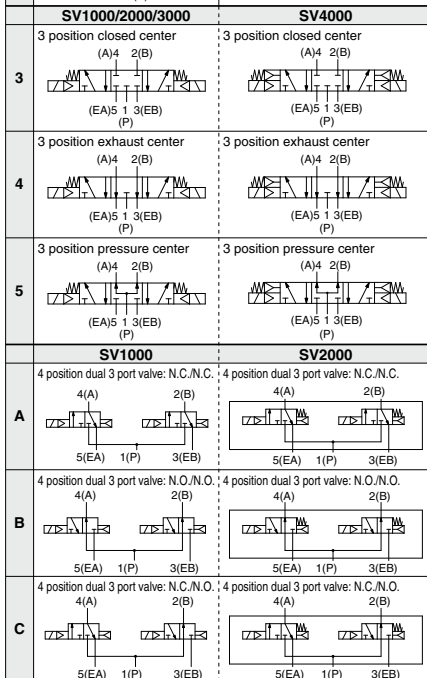 SV1000/2000/3000 SV4000
3 3 position closed center 3 position closed center
(A)4 2(B) (A)4 2(B)
(EA)5 1 3(EB) (EA)5 1 3(EB)
(P) (P)
4 3 position exhaust center 3 position exhaust center
(A)4 2(B) (A)4 2(B)
(EA)5 1 3(EB) (EA)5 1 3(EB)
(P) (P)
5 3 position pressure center 3 position pressure center
(A)4 2(B) (A)4 2(B)
(EA)5 1 3(EB) (EA)5 1 3(EB)
(P) (P)
SV1000 SV2000
A 4 position dual 3 port valve: N.C./N.C. 4 position dual 3 port valve: N.C./N.C.
4(A) 2(B) 4(A) 2(B)
5(EA) 1(P) 3(EB) 5(EA) 1(P) 3(EB)
B 4 position dual 3 port valve: N.O./N.O. 4 position dual 3 port valve: N.O./N.O.
4(A) 2(B) 4(A) 2(B)
5(EA) 1(P) 3(EB) 5(EA) 1(P) 3(EB)
C 4 position dual 3 port valve: N.C./N.O. 4 position dual 3 port valve: N.C./N.O.
4(A) 2(B) 4(A) 2(B)
5(EA) 1(P) 3(EB) 5(EA) 1(P) 3(EB)